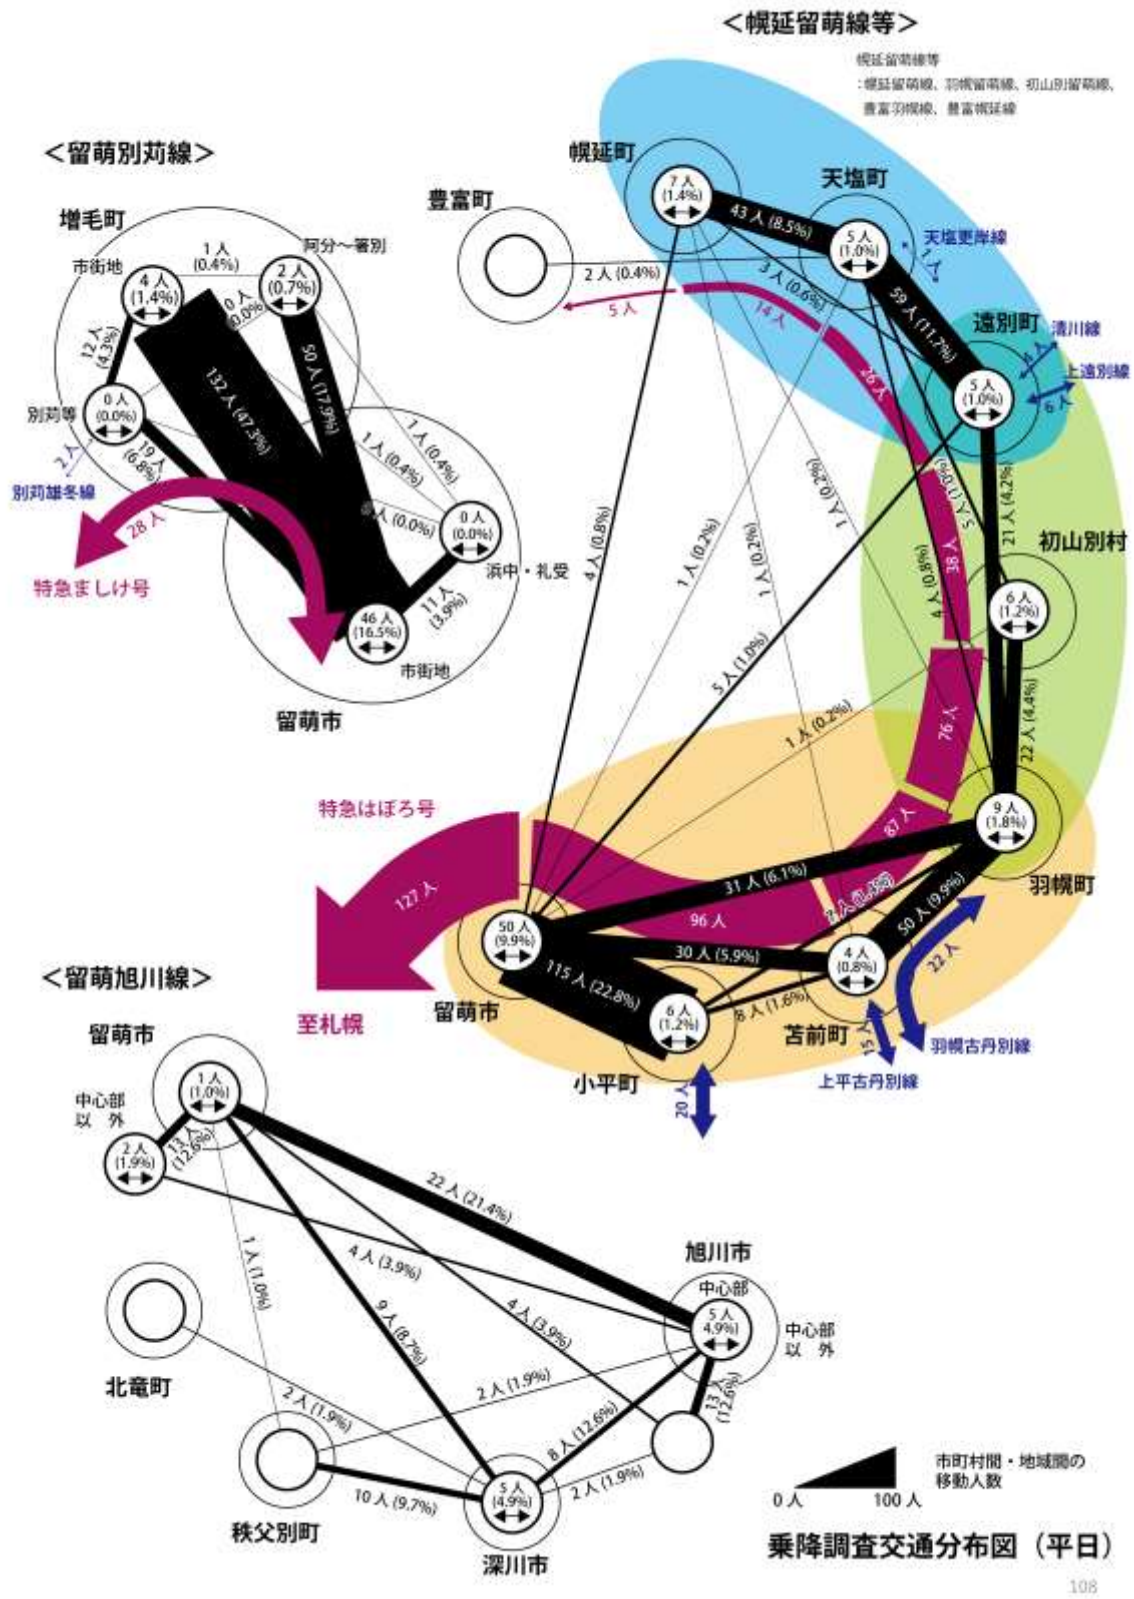 <幌延留萌線等>
幌延留萌線等
:幌延留萌線、羽幌留萌線、初山別留萌線、
豊富羽幌線、豊富幌延線
幌延町
7人
(1.4%)
天塩町
43人(8.5%)
5人
(1.0%)
天塩更岸線
1人
豊富町
2人(0.4%)
3人(0.6%)
5人
14人
59人(11.7%)
遠別町
清川線
4人
上遠別線
6人
5人
(1.0%)
26人
1人(0.2%)
5人(1.0%)
21人(4.2%)
初山別村
38人
4人(0.8%)
6人
(1.2%)
4人(0.8%)
1人(0.2%)
1人(0.2%)
5人(1.0%)
1人(0.2%)
76人
22人(4.4%)
9人
(1.8%)
羽幌町
特急はぼろ号
127人
87人
31人(6.1%)
96人
7人(1.4%)
50人(9.9%)
50人
(9.9%)
30人(5.9%)
4人
(0.8%)
22人
115人(22.8%)
留萌市
6人
(1.2%)
8人(1.6%)
苫前町
15人
羽幌古丹別線
上平古丹別線
小平町
20人
至札幌
<留萌別苅線>
増毛町
市街地
1人
(0.4%)
阿分～箸別
4人
(1.4%)
2人
(0.7%)
0人
(0.0%)
12人
(4.3%)
50人(17.9%)
132人(47.3%)
別苅等
0人
(0.0%)
19人
(6.8%)
2人
別苅雄冬線
1人(0.4%)
1人(0.4%)
28人
特急ましけ号
0人(0.0%)
0人
(0.0%)
浜中・礼受
11人
(3.9%)
46人
(16.5%)
市街地
留萌市
<留萌旭川線>
留萌市
1人
(1.0%)
中心部
以 外
2人
(1.9%)
13人
(12.6%)
22人(21.4%)
1人(1.0%)
4人(3.9%)
9人(8.7%)
4人(3.9%)
旭川市
中心部
5人
4.9%)
中心部
以 外
13人
(12.6%)
北竜町
2人(1.9%)
2人(1.9%)
8人(12.6%)
2人(1.9%)
10人(9.7%)
5人
(4.9%)
秩父別町
深川市
市町村間・地域間の
移動人数
0人
100人
乗降調査交通分布図（平日）
108